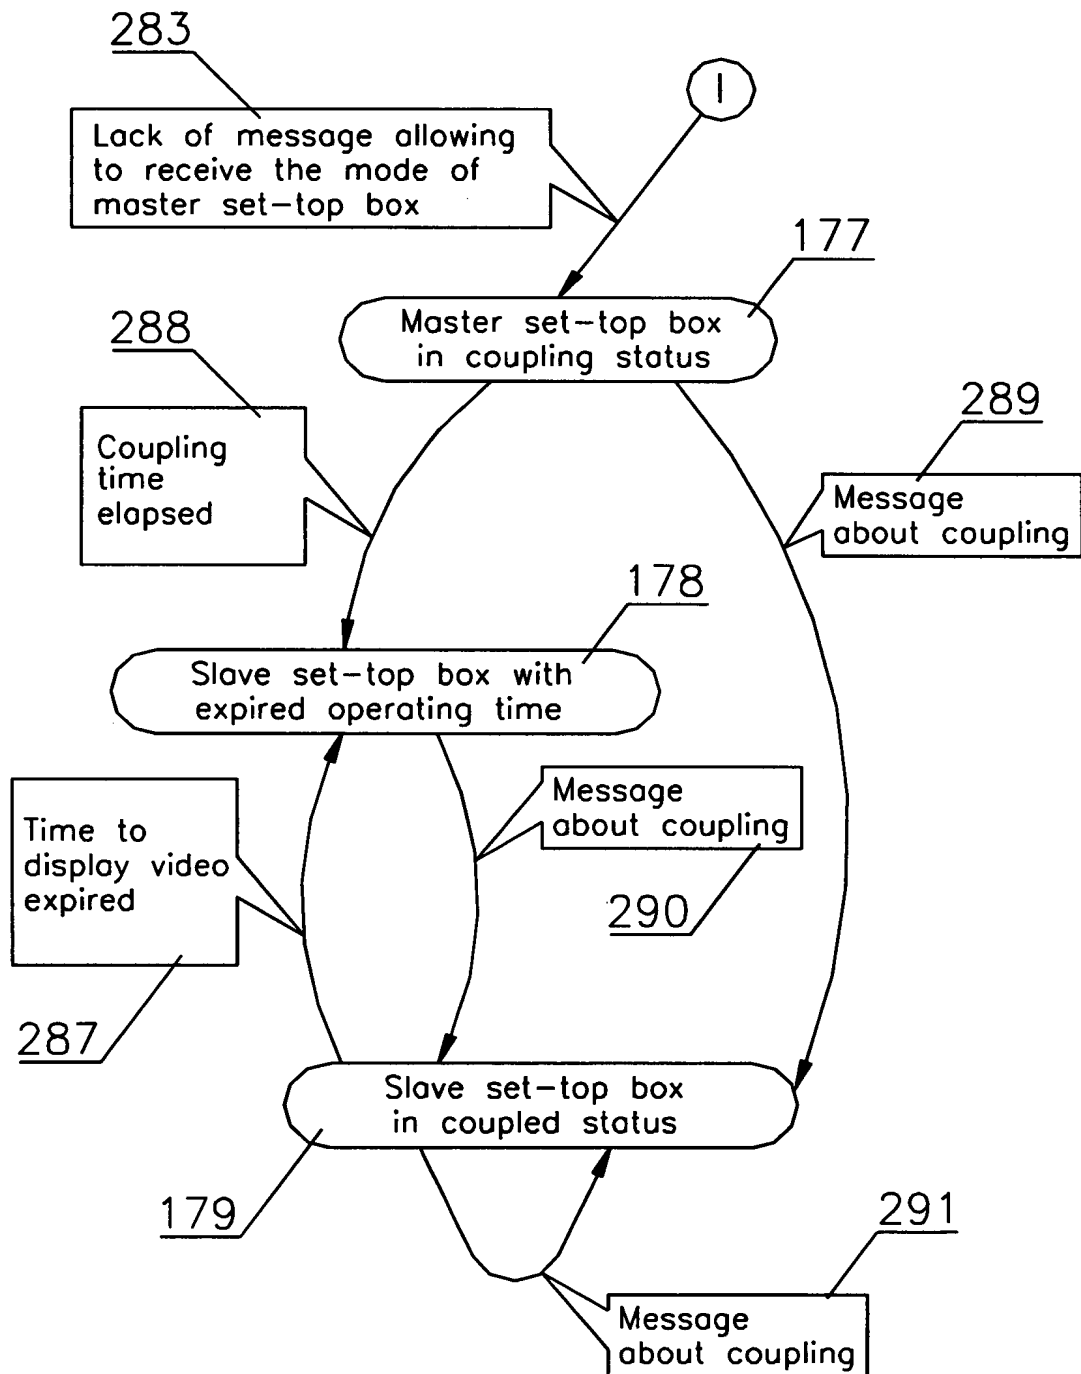 283
I
Lack of message allowing
to receive the mode of
master set-top box
177
Master set-top box
in coupling status
288
Coupling
time
elapsed
289
Message
about coupling
178
Slave set-top box with
expired operating time
Message
about coupling
290
Time to
display video
expired
287
Slave set-top box
in coupled status
179
291
Message
about coupling